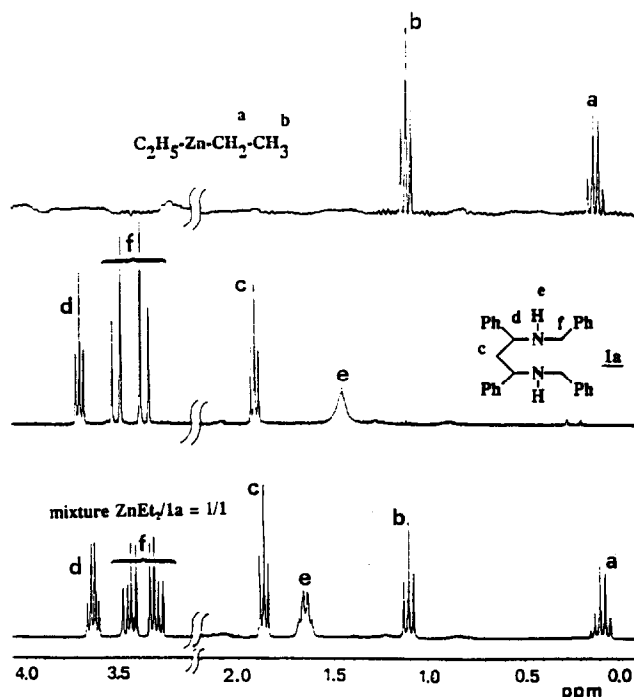 b
a
a b
C2H5-Zn-CH2-CH3
f
d
c
e
e
H
Ph d f Ph
N
c
1a
Ph N Ph
H
mixture ZnEt2/1a = 1/1
c
b
f
d
e
a
4.0 3.5 2.0 1.5 1.0 0.5 0.0
ppm